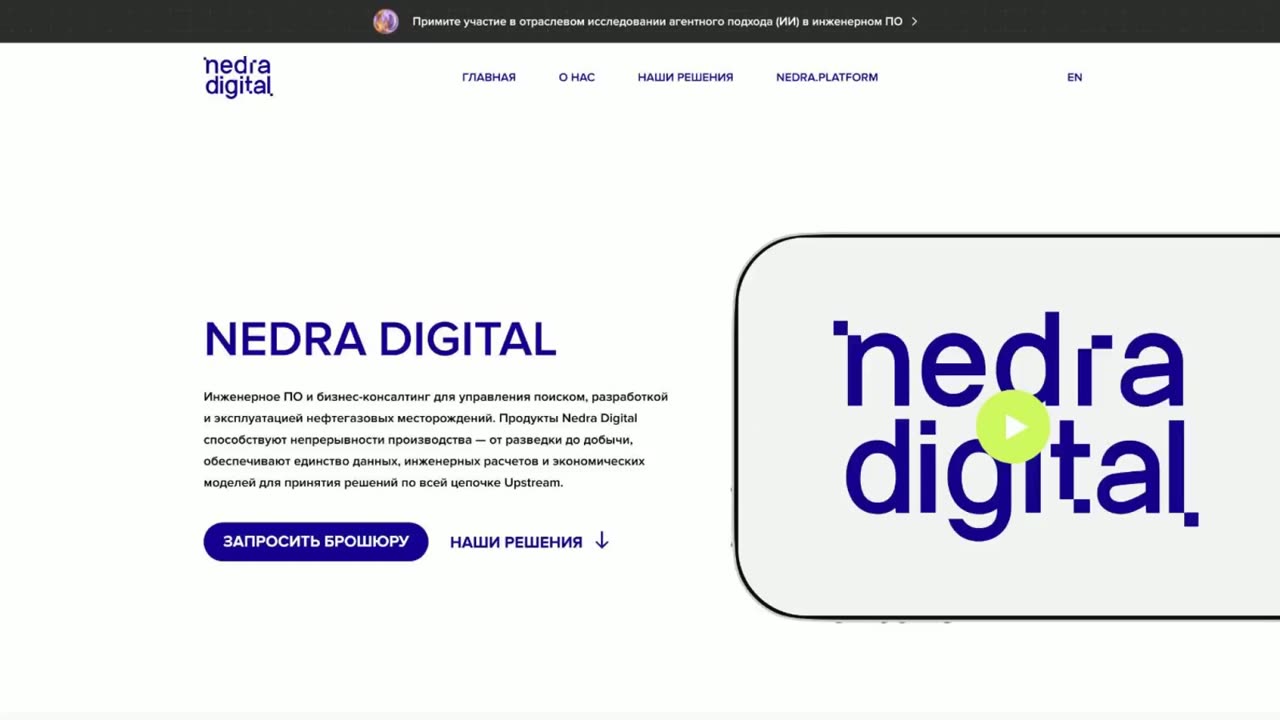 Примите участие в отраслевом исследовании агентного подхода (ИИ) в инженерном ПО
nedra
digital
ГЛАВНАЯ
О НАС
НАШИ РЕШЕНИЯ
NEDRA.PLATFORM
EN
NEDRA DIGITAL
Инженерное ПО и бизнес-консалтинг для управления поиском, разработкой
и эксплуатацией нефтегазовых месторождений. Продукты Nedra Digital
способствуют непрерывности производства — от разведки до добычи,
обеспечивают единство данных, инженерных расчетов и экономических
моделей для принятия решений по всей цепочке Upstream.
ЗАПРОСИТЬ БРОШЮРУ
НАШИ РЕШЕНИЯ
nedra
digital